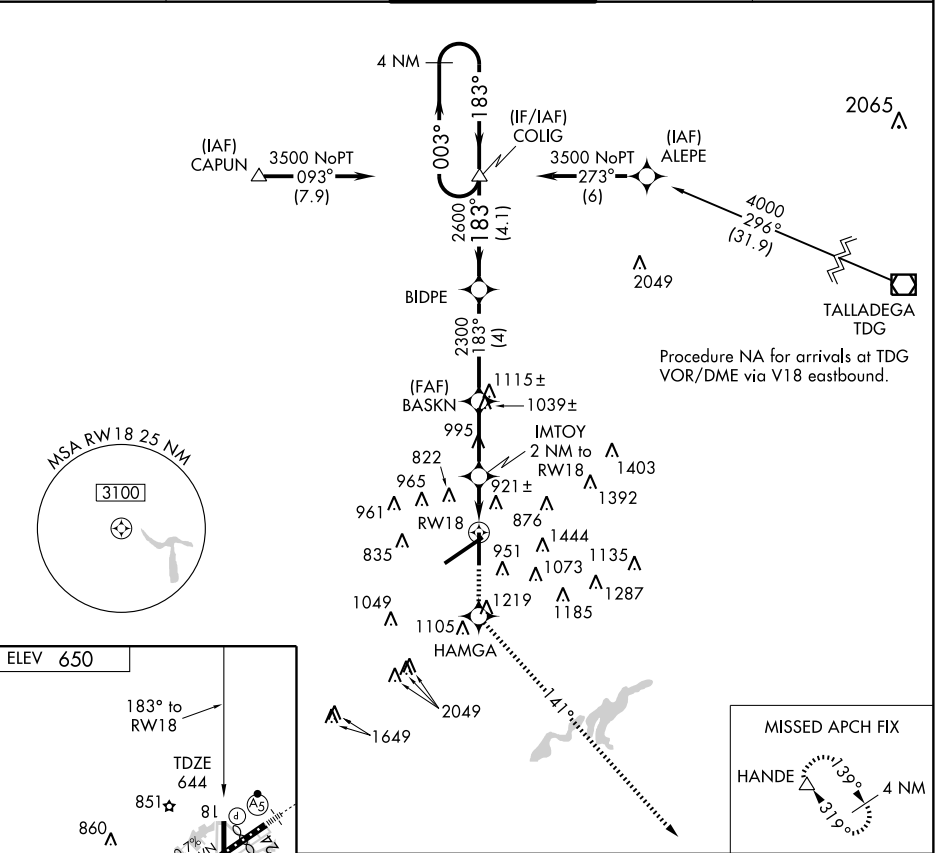 4 NM
183°
003°
(IF/IAF)
COLIG
(IAF)
CAPUN
3500 NoPT
093°
(7.9)
3500 NoPT
273°
(6)
(IAF)
ALEPE
2065
4000
296°
(31.9)
2600
183°
(4.1)
2049
BIDPE
TALLADEGA
TDG
2300
183°
(4)
Procedure NA for arrivals at TDG
VOR/DME via V18 eastbound.
(FAF)
BASKN
1115±
1039±
995
IMTOY
2 NM to
RW18
1403
822
965
961
921±
1392
876
RW18
835
1444
951
1073
1135
1287
1185
1049
1219
1105
HAMGA
2049
1649
141°
MSA RW18 25 NM
3100
ELEV 650
183° to
RW18
TDZE
644
851
18
P
A5
860
0.7%
MISSED APCH FIX
HANDE
139°
4 NM
319°